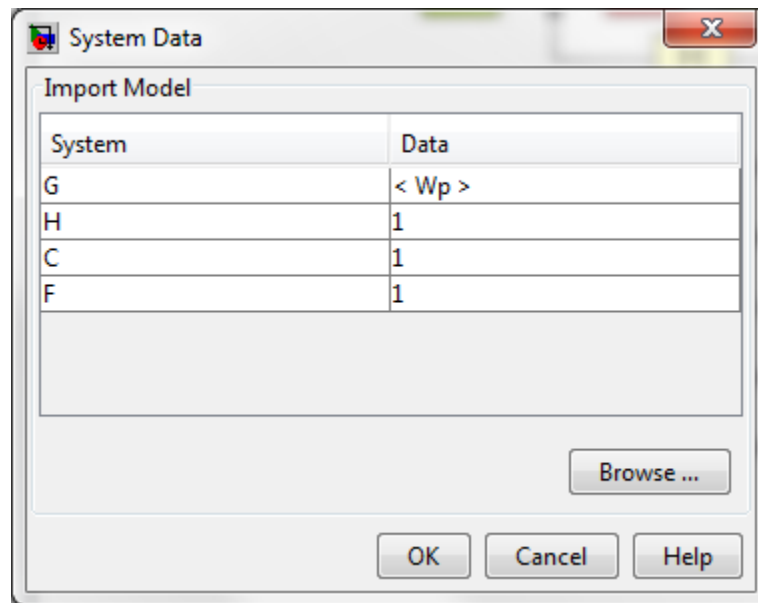 System Data
Import Model
System Data
G < Wp >
H 1
C 1
F 1
Browse ...
OK Cancel Help